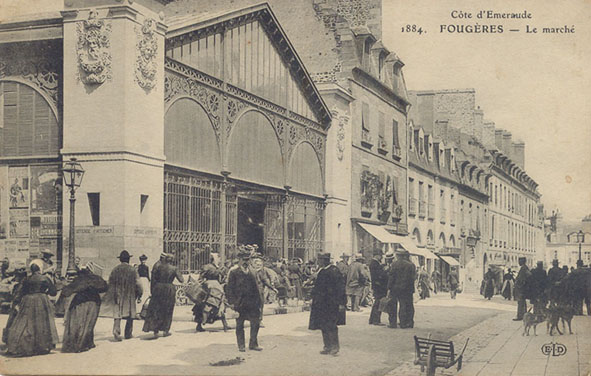 Côte d'Emeraude
1884. FOUGÈRES — Le marché
ELD